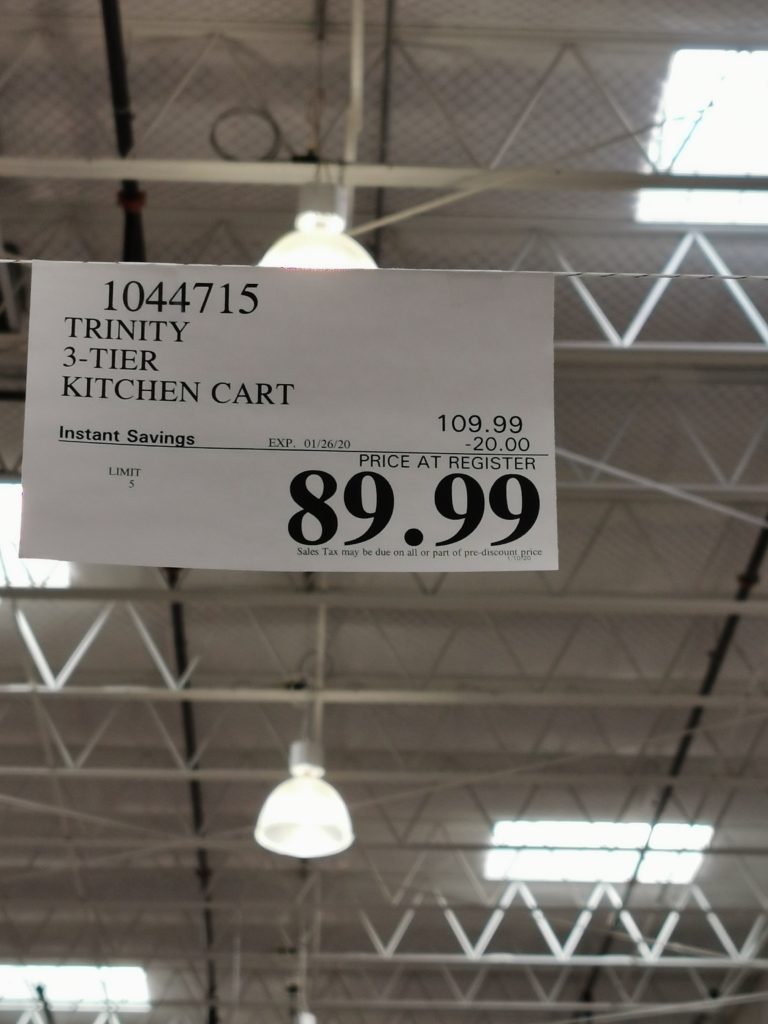 1044715
TRINITY
3-TIER
KITCHEN CART
109.99
Instant Savings EXP. 01/26/20 -20.00
PRICE AT REGISTER
LIMIT
5
89.99
Sales Tax may be due on all or part of pre-discount price